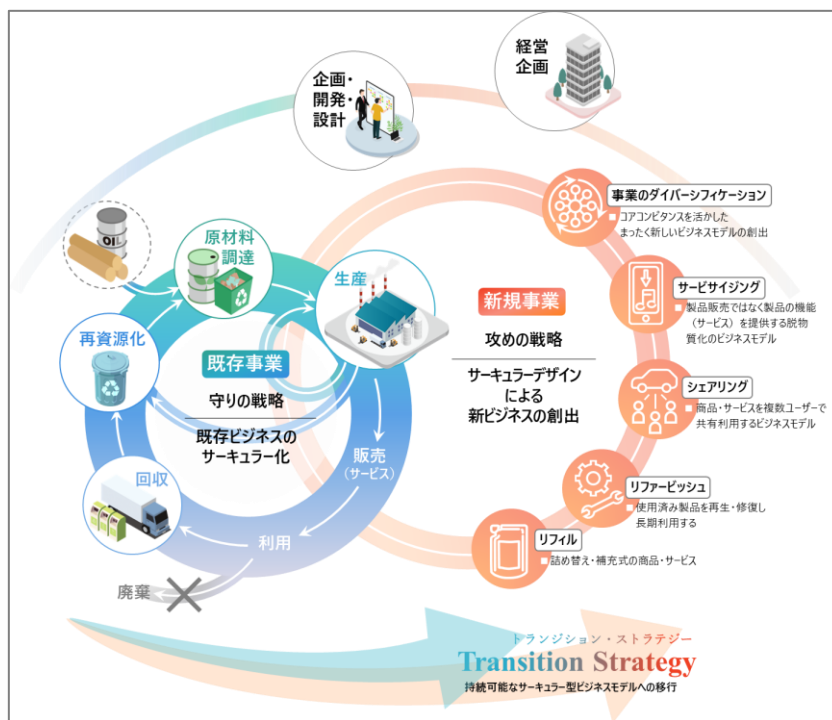 経営
企画
企画・
開発・
設計
OIL
原材料
調達
生産
再資源化
既存事業
守りの戦略
既存ビジネスの
サーキュラー化
販売
（サービス）
回収
利用
廃棄
新規事業
攻めの戦略
サーキュラーデザイン
による
新ビジネスの創出
事業のダイバーシフィケーション
コアコンピタンスを活かした
まったく新しいビジネスモデルの創出
サービサイジング
製品販売ではなく製品の機能
（サービス）を提供する脱物
質化のビジネスモデル
シェアリング
商品・サービスを複数ユーザーで
共有利用するビジネスモデル
リファービッシュ
使用済み製品を再生・修復し
長期利用する
リフィル
詰め替え・補充式の商品・サービス
トランジション・ストラテジー
Transition Strategy
持続可能なサーキュラー型ビジネスモデルへの移行